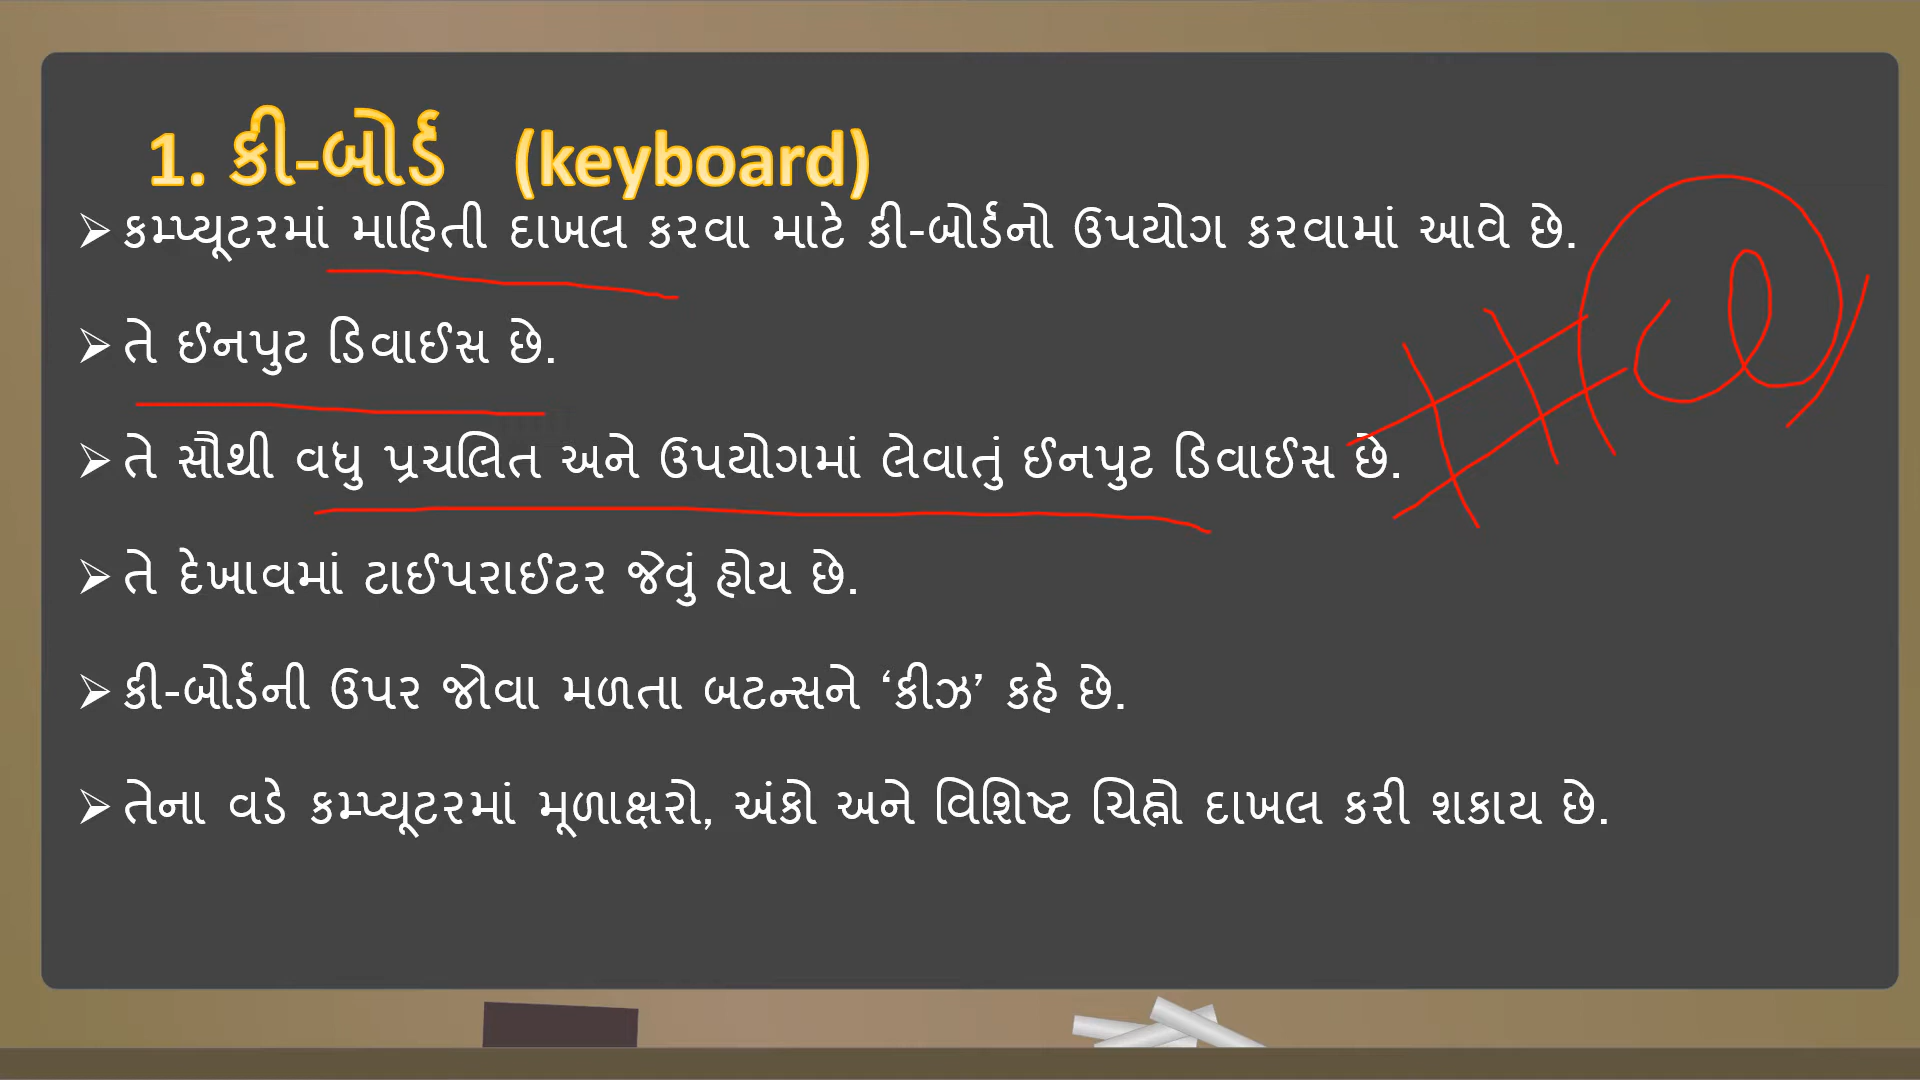 1. કી-બોર્ડ (keyboard)
➢ કમ્પ્યૂટરમાં માહિતી દાખલ કરવા માટે કી-બોર્ડનો ઉપયોગ કરવામાં આવે છે.
➢ તે ઈનપુટ ડિવાઈસ છે.
➢ તે સૌથી વધુ પ્રચલિત અને ઉપયોગમાં લેવાતું ઈનપુટ ડિવાઈસ છે.
➢ તે દેખાવમાં ટાઈપરાઈટર જેવું હોય છે.
➢ કી-બોર્ડની ઉપર જોવા મળતા બટન્સને ‘કીઝ’ કહે છે.
➢ તેના વડે કમ્પ્યૂટરમાં મૂળાક્ષરો, અંકો અને વિશિષ્ટ ચિહ્નો દાખલ કરી શકાય છે.